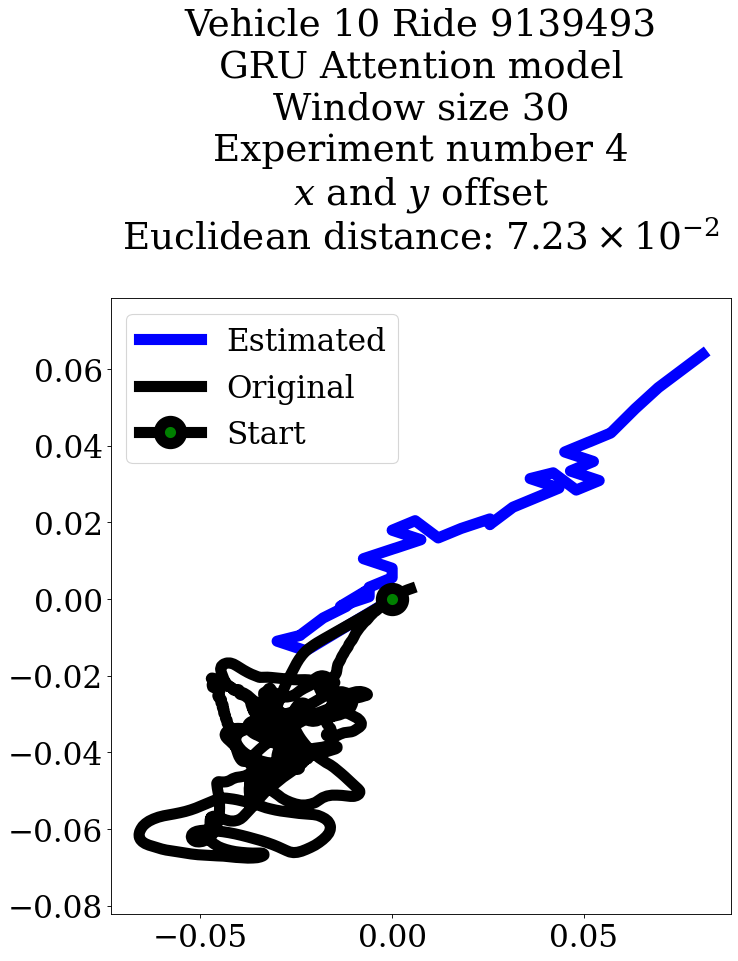 Vehicle 10 Ride 9139493
GRU Attention model
Window size 30
Experiment number 4
x and y offset
Euclidean distance: 7.23 × 10⁻²
Estimated
Original
Start
0.06
0.04
0.02
0.00
−0.02
−0.04
−0.06
−0.08
−0.05 0.00 0.05